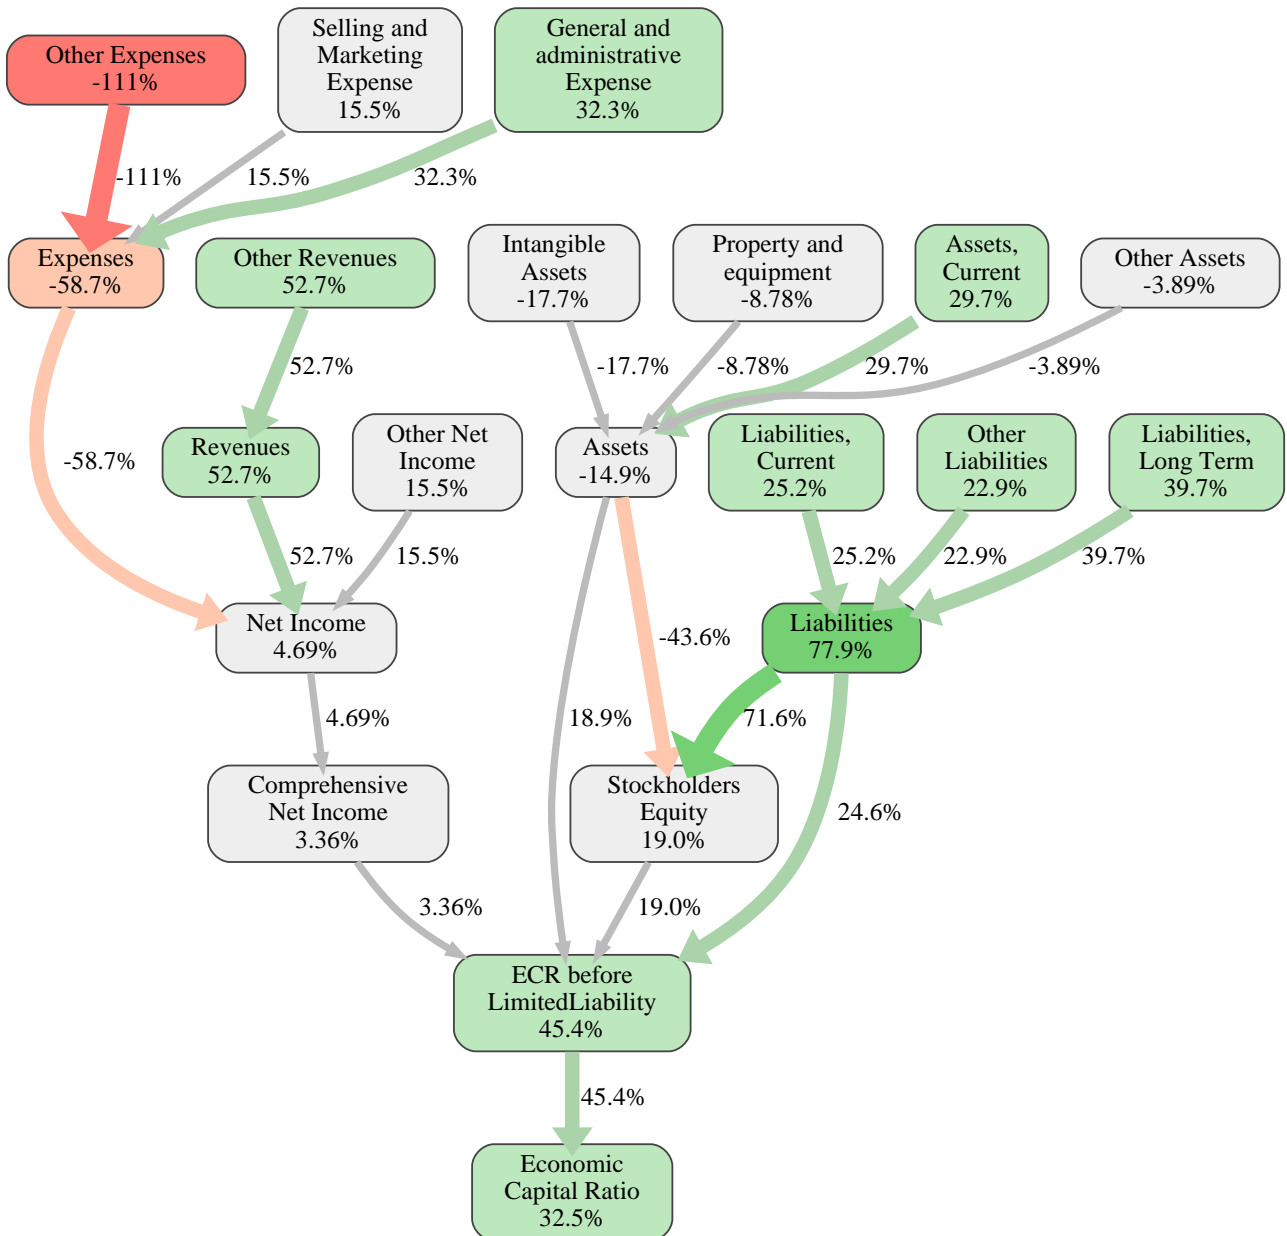 Other Expenses
-111%
Selling and
Marketing
Expense
15.5%
General and
administrative
Expense
32.3%
-111%
15.5%
32.3%
Expenses
-58.7%
Other Revenues
52.7%
Intangible
Assets
-17.7%
Property and
equipment
-8.78%
Assets,
Current
29.7%
Other Assets
-3.89%
52.7%
-17.7%
-8.78%
29.7%
-3.89%
-58.7%
Revenues
52.7%
Other Net
Income
15.5%
Assets
-14.9%
Liabilities,
Current
25.2%
Other
Liabilities
22.9%
Liabilities,
Long Term
39.7%
52.7%
15.5%
25.2%
22.9%
39.7%
Net Income
4.69%
-43.6%
Liabilities
77.9%
4.69%
18.9%
71.6%
Comprehensive
Net Income
3.36%
Stockholders
Equity
19.0%
24.6%
3.36%
19.0%
ECR before
LimitedLiability
45.4%
45.4%
Economic
Capital Ratio
32.5%